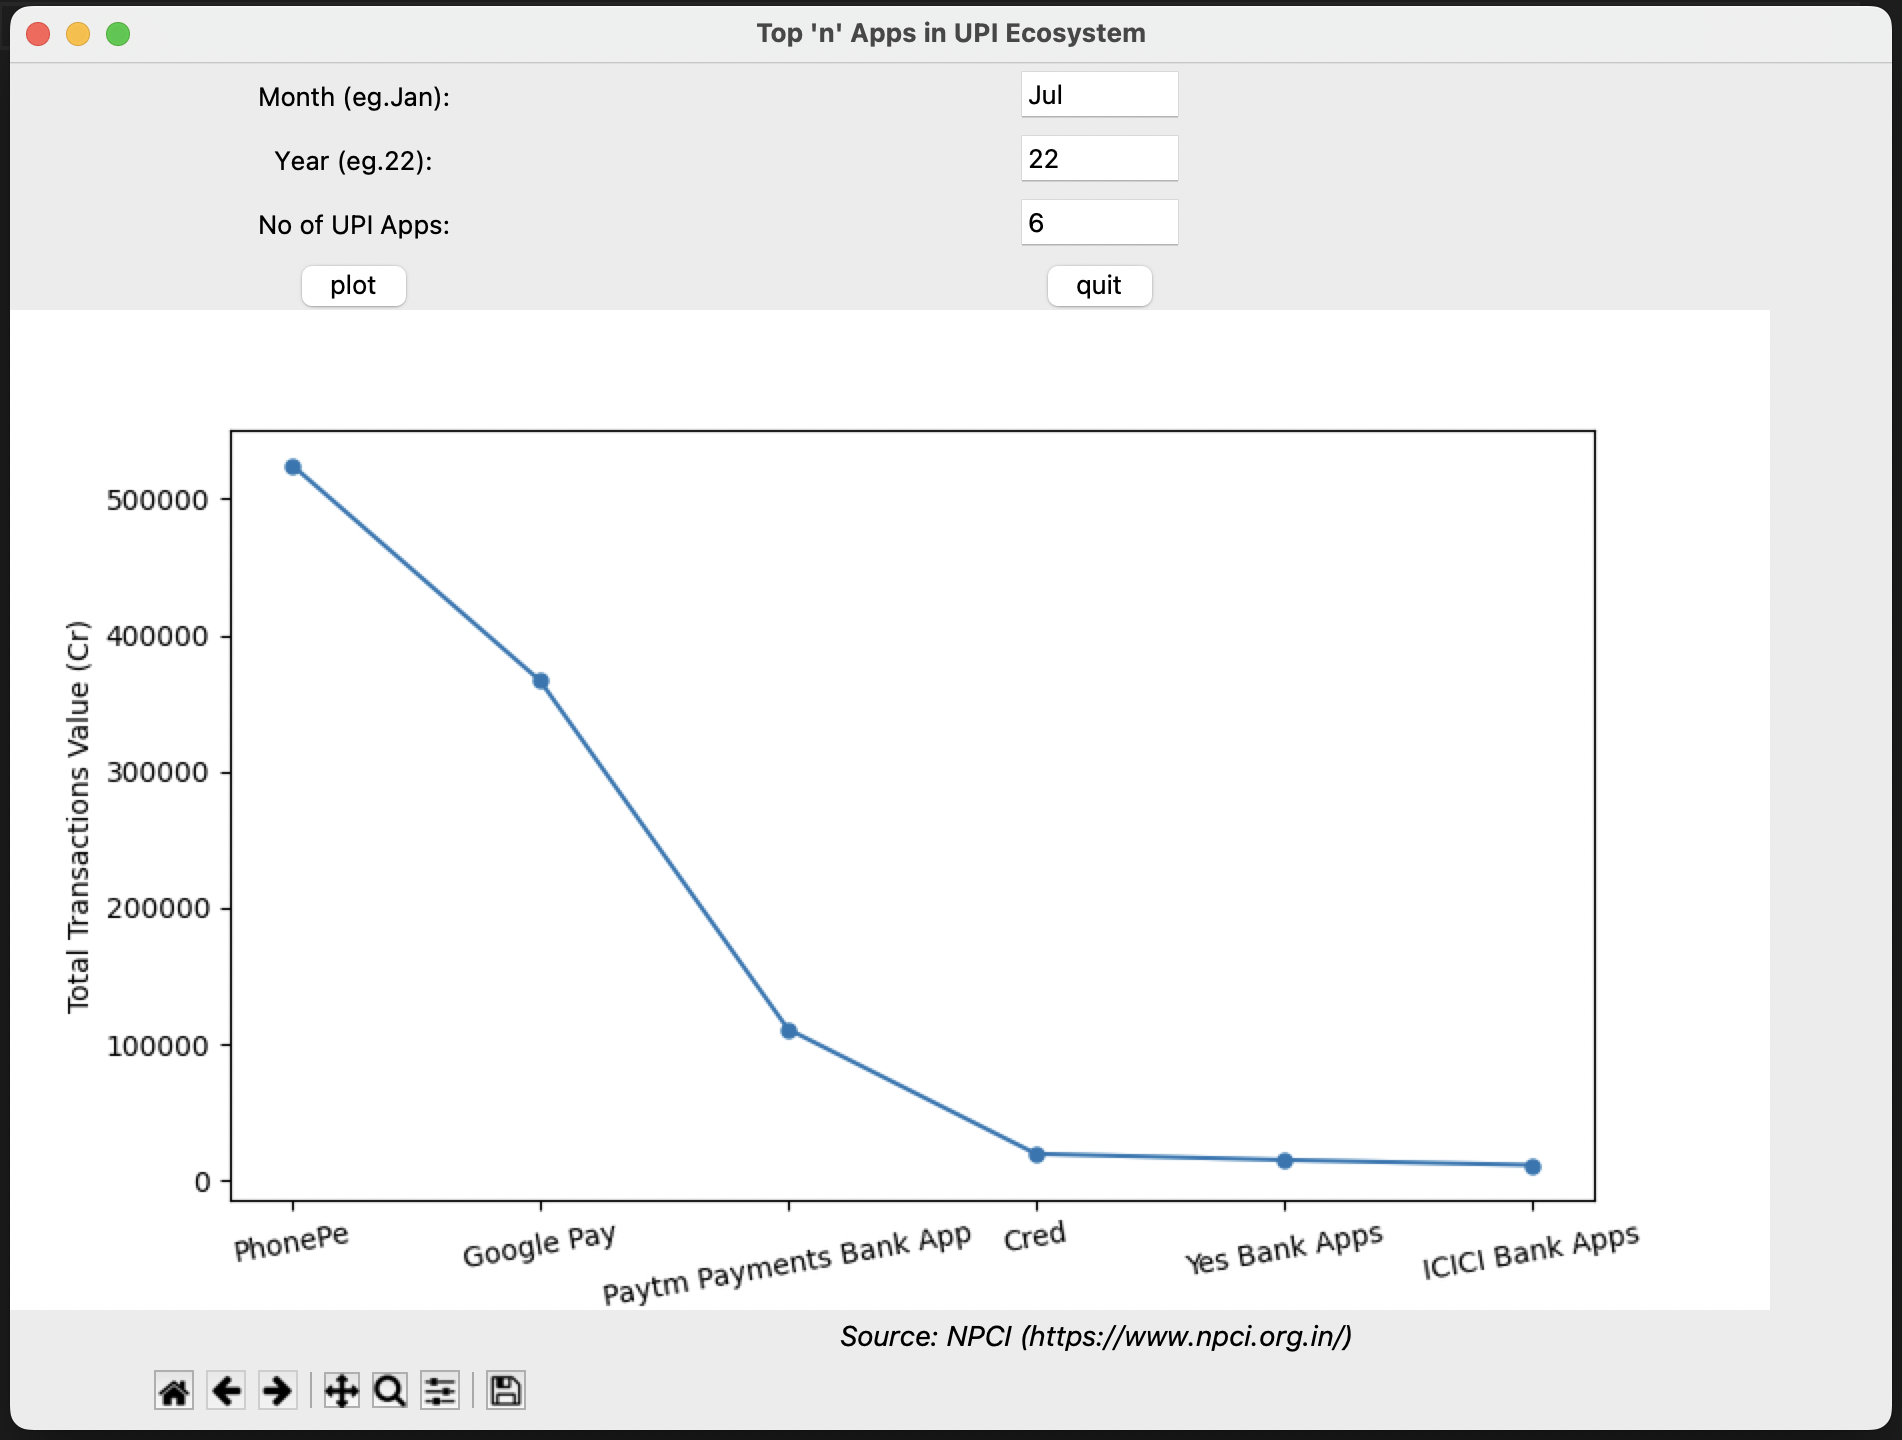 Top 'n' Apps in UPI Ecosystem
Month (eg.Jan): Jul
Year (eg.22): 22
No of UPI Apps: 6
plot quit
Total Transactions Value (Cr)
500000
400000
300000
200000
100000
0
PhonePe Google Pay Paytm Payments Bank App Cred Yes Bank Apps ICICI Bank Apps
Source: NPCI (https://www.npci.org.in/)